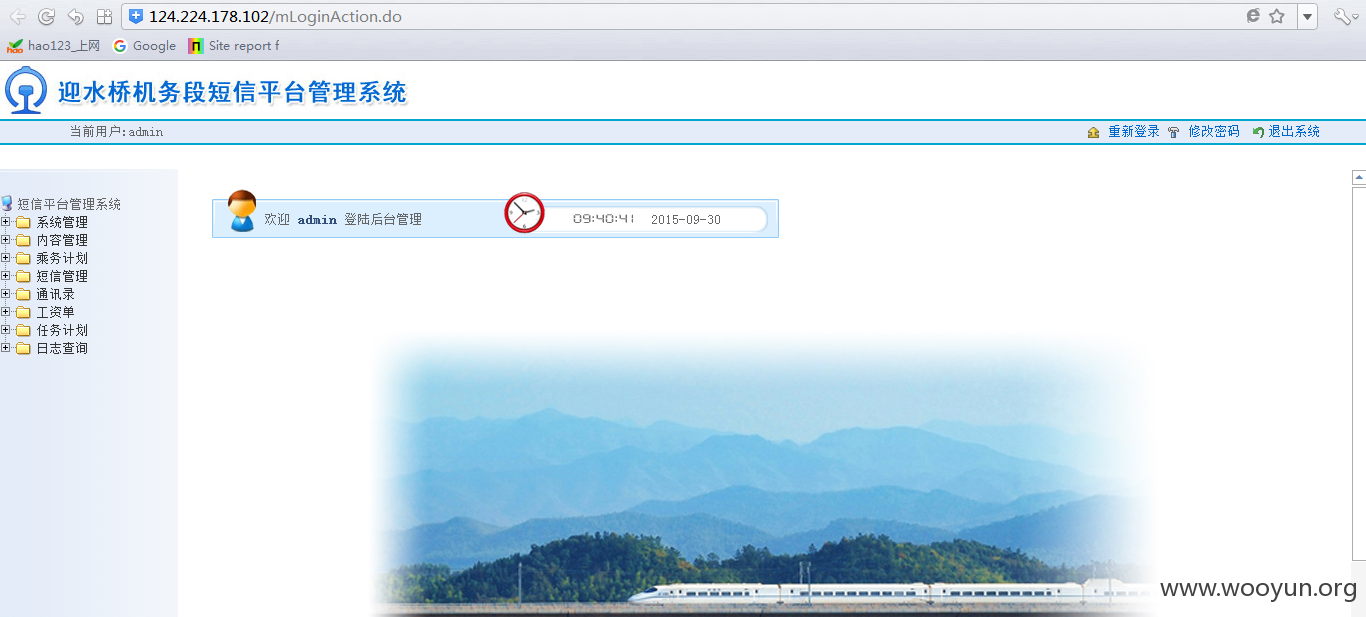 124.224.178.102/mLoginAction.do
hao123_上网 Google Site report f
迎水桥机务段短信平台管理系统
当前用户:admin 重新登录 修改密码 退出系统
短信平台管理系统
欢迎 admin 登陆后台管理 09:40:41 2015-09-30
系统管理
内容管理
乘务计划
短信管理
通讯录
工资单
任务计划
日志查询
www.wooyun.org